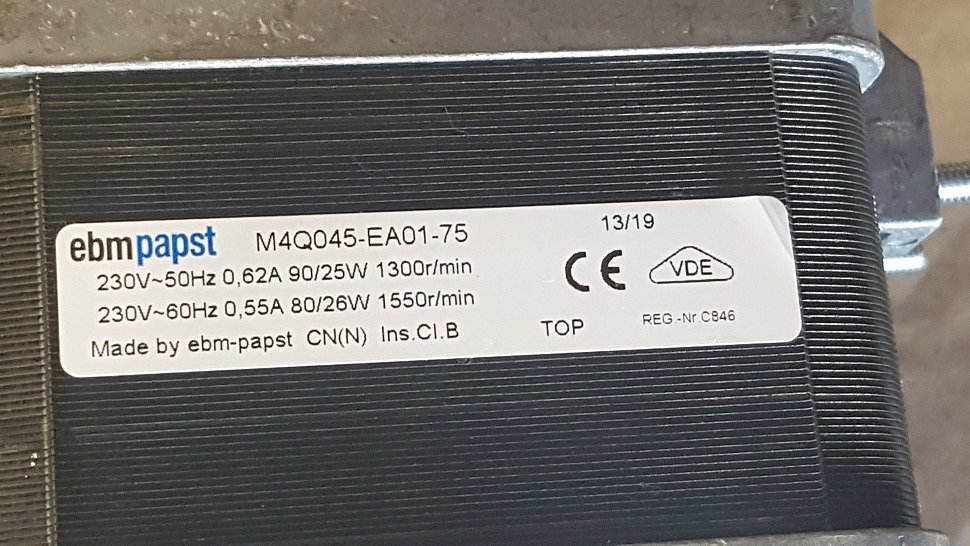 ebmpapst M4Q045-EA01-75 13/19
230V~50Hz 0,62A 90/25W 1300r/min
230V~60Hz 0,55A 80/26W 1550r/min
Made by ebm-papst CN(N) Ins.Cl.B
TOP
CE
VDE
REG.-Nr.C846